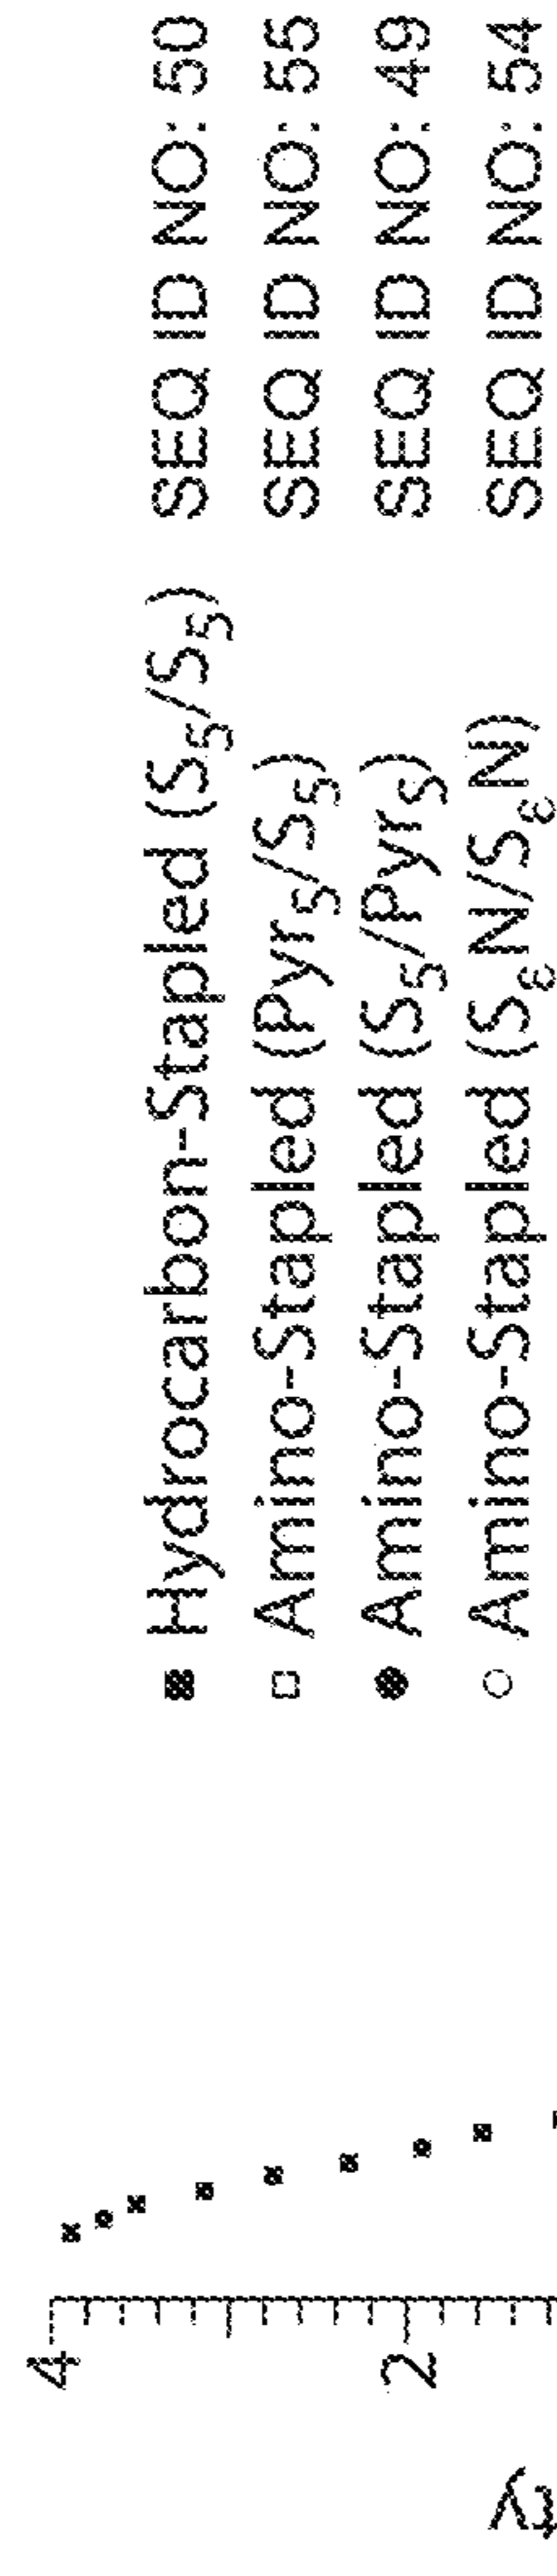 Hydrocarbon-Stapled (S5/S5) SEQ ID NO: 50
Amino-Stapled (Pyr5/S5) SEQ ID NO: 55
Amino-Stapled (S5/Pyr5) SEQ ID NO: 49
Amino-Stapled (SεN/SεN) SEQ ID NO: 54
4
2
ty